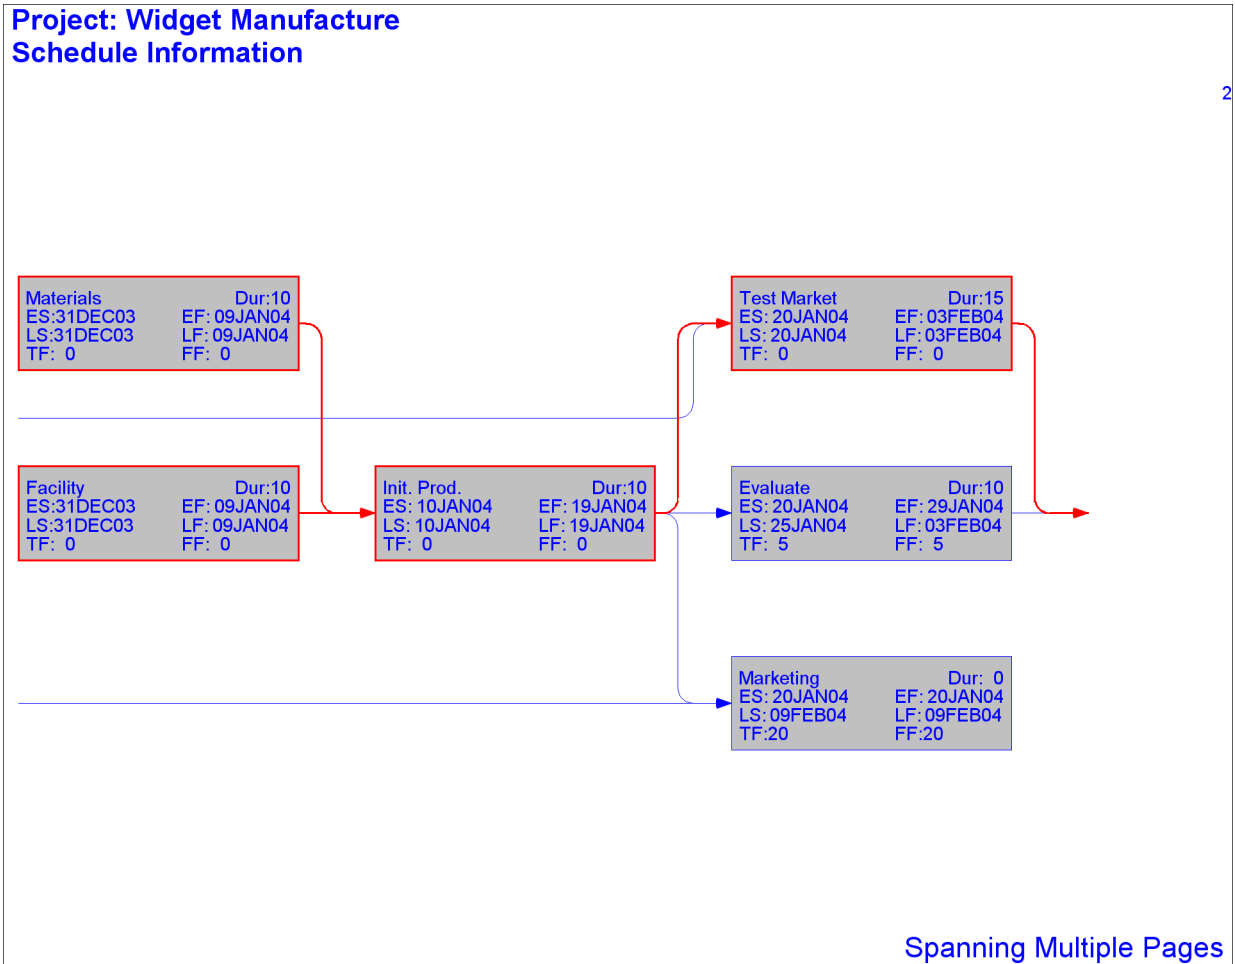 Project: Widget Manufacture
Schedule Information
2
Materials Dur:10
ES:31DEC03 EF: 09JAN04
LS:31DEC03 LF: 09JAN04
TF: 0 FF: 0
Test Market Dur:15
ES: 20JAN04 EF: 03FEB04
LS: 20JAN04 LF: 03FEB04
TF: 0 FF: 0
Facility Dur:10
ES:31DEC03 EF: 09JAN04
LS:31DEC03 LF: 09JAN04
TF: 0 FF: 0
Init. Prod. Dur:10
ES: 10JAN04 EF: 19JAN04
LS: 10JAN04 LF: 19JAN04
TF: 0 FF: 0
Evaluate Dur:10
ES: 20JAN04 EF: 29JAN04
LS: 25JAN04 LF: 03FEB04
TF: 5 FF: 5
Marketing Dur: 0
ES: 20JAN04 EF: 20JAN04
LS: 09FEB04 LF: 09FEB04
TF:20 FF:20
Spanning Multiple Pages